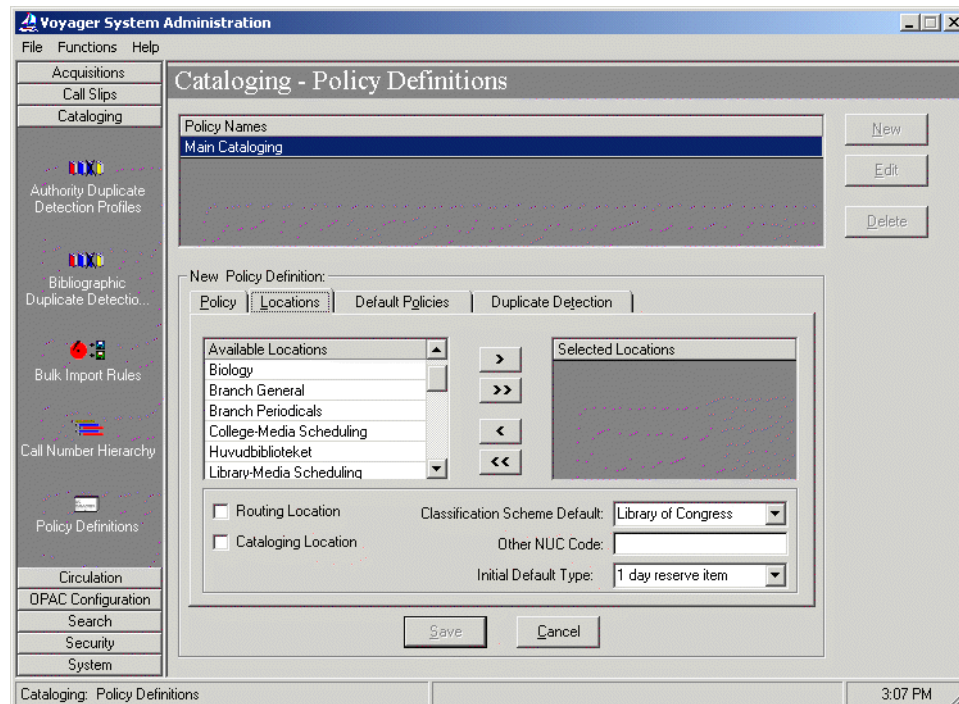 Voyager System Administration
File Functions Help
Acquisitions
Call Slips
Cataloging
Authority Duplicate
Detection Profiles
Bibliographic
Duplicate Detectio...
Bulk Import Rules
Call Number Hierarchy
Policy Definitions
Circulation
OPAC Configuration
Search
Security
System
Cataloging - Policy Definitions
Policy Names
Main Cataloging
New
Edit
Delete
New Policy Definition:
Policy Locations Default Policies Duplicate Detection
Available Locations
Biology
Branch General
Branch Periodicals
College-Media Scheduling
Huvudbiblioteket
Library-Media Scheduling
>
>>
<
<<
Selected Locations
Routing Location
Cataloging Location
Classification Scheme Default: Library of Congress
Other NUC Code:
Initial Default Type: 1 day reserve item
Save Cancel
Cataloging: Policy Definitions 3:07 PM